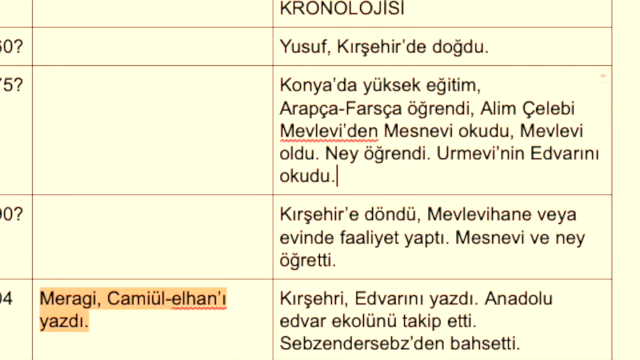 KRONOLOJİSİ
60?
Yusuf, Kırşehir’de doğdu.
75?
Konya’da yüksek eğitim,
Arapça-Farsça öğrendi, Alim Çelebi
Mevlevi’den Mesnevi okudu, Mevlevi
oldu. Ney öğrendi. Urmevi’nin Edvarını
okudu.
90?
Kırşehir’e döndü, Mevlevihane veya
evinde faaliyet yaptı. Mesnevi ve ney
öğretti.
04
Meragi, Camiül-elhan’ı
yazdı.
Kırşehri, Edvarını yazdı. Anadolu
edvar ekolünü takip etti.
Sebzendersebz’den bahsetti.